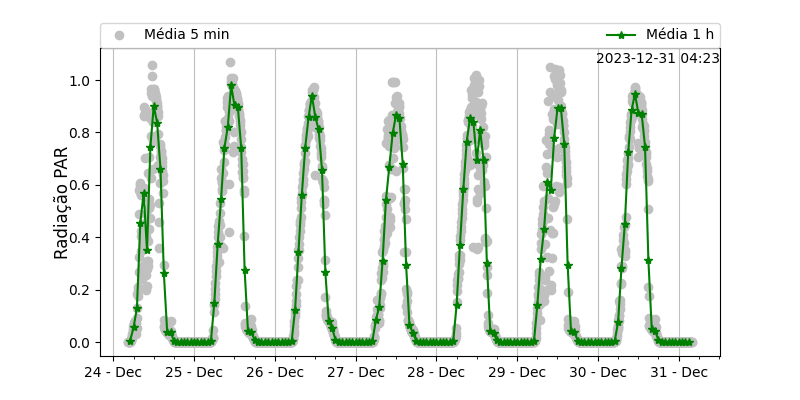 Média 5 min
Média 1 h
2023-12-31 04:23
Radiação PAR
1.0
0.8
0.6
0.4
0.2
0.0
24 - Dec
25 - Dec
26 - Dec
27 - Dec
28 - Dec
29 - Dec
30 - Dec
31 - Dec